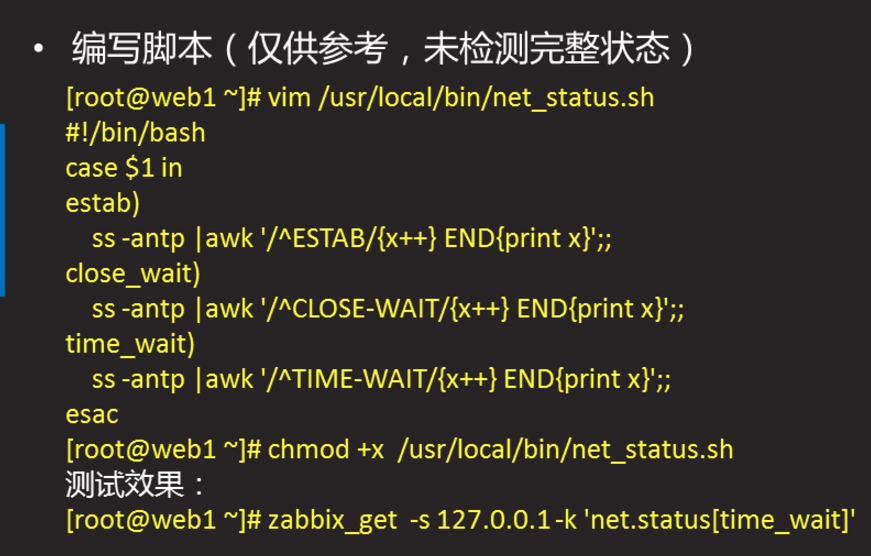 • 编写脚本（仅供参考，未检测完整状态）
[root@web1 ~]# vim /usr/local/bin/net_status.sh
#!/bin/bash
case $1 in
estab)
    ss -antp |awk '/^ESTAB/{x++} END{print x}';;
close_wait)
    ss -antp |awk '/^CLOSE-WAIT/{x++} END{print x}';;
time_wait)
    ss -antp |awk '/^TIME-WAIT/{x++} END{print x}';;
esac
[root@web1 ~]# chmod +x  /usr/local/bin/net_status.sh
测试效果：
[root@web1 ~]# zabbix_get  -s 127.0.0.1 -k 'net.status[time_wait]'